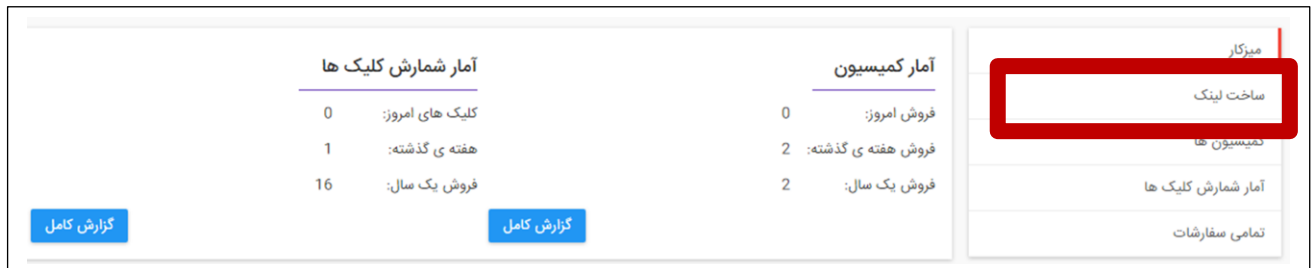 میزکار
ساخت لینک
کمیسیون ها
آمار شمارش کلیک ها
تمامی سفارشات
آمار کمیسیون
فروش امروز: 0
فروش هفته ی گذشته: 2
فروش یک سال: 2
گزارش کامل
آمار شمارش کلیک ها
کلیک های امروز: 0
هفته ی گذشته: 1
فروش یک سال: 16
گزارش کامل